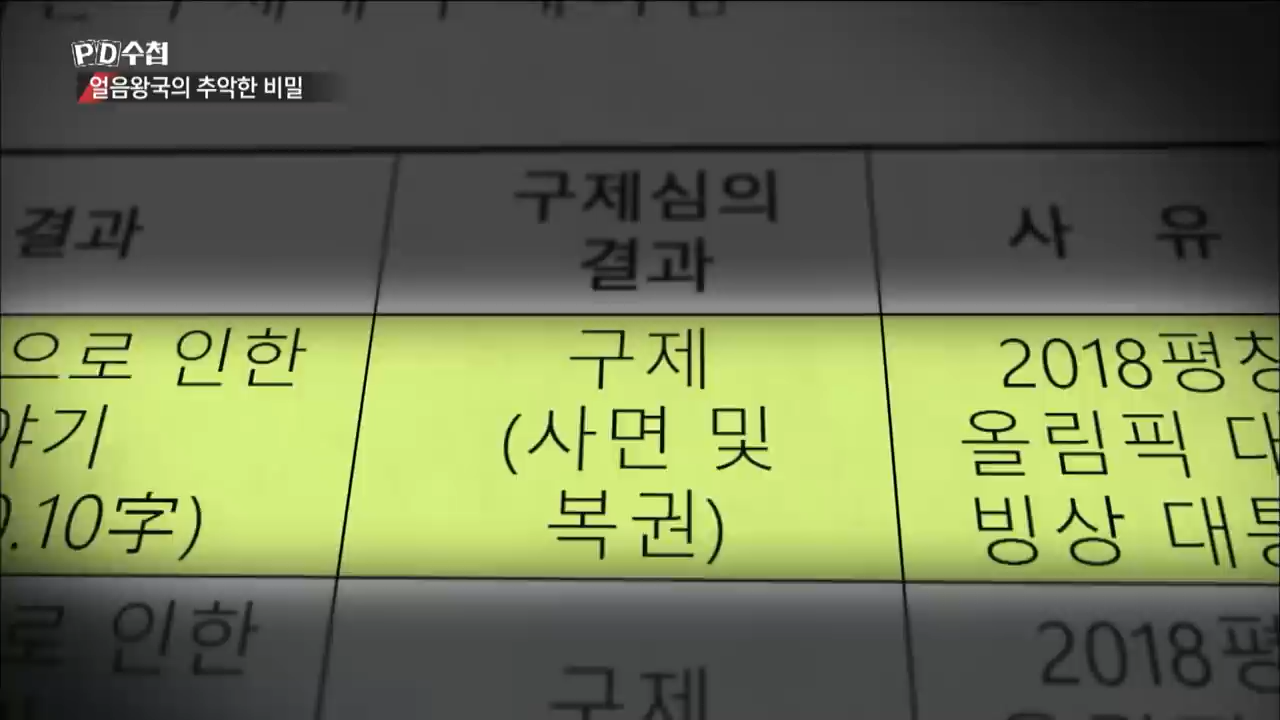 PD수첩
얼음왕국의 추악한 비밀
결과
구제심의
결과
사 유
으로 인한
구제
2018평창
야기
(사면 및
올림픽 대
.10字)
복권)
빙상 대통
로 인한
2018평
구제